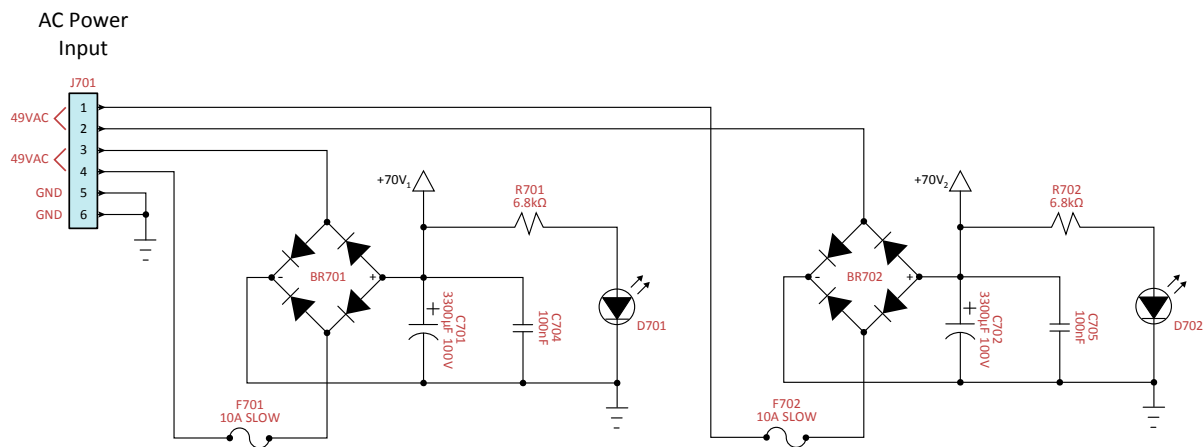 AC Power
Input
J701
49VAC
49VAC
GND
GND
1
2
3
4
5
6
+70V₁
R701
6.8kΩ
BR701
-
+
+
C701
3300µF 100V
C704
100nF
D701
F701
10A SLOW
+70V₂
R702
6.8kΩ
BR702
-
+
+
C702
3300µF 100V
C705
100nF
D702
F702
10A SLOW